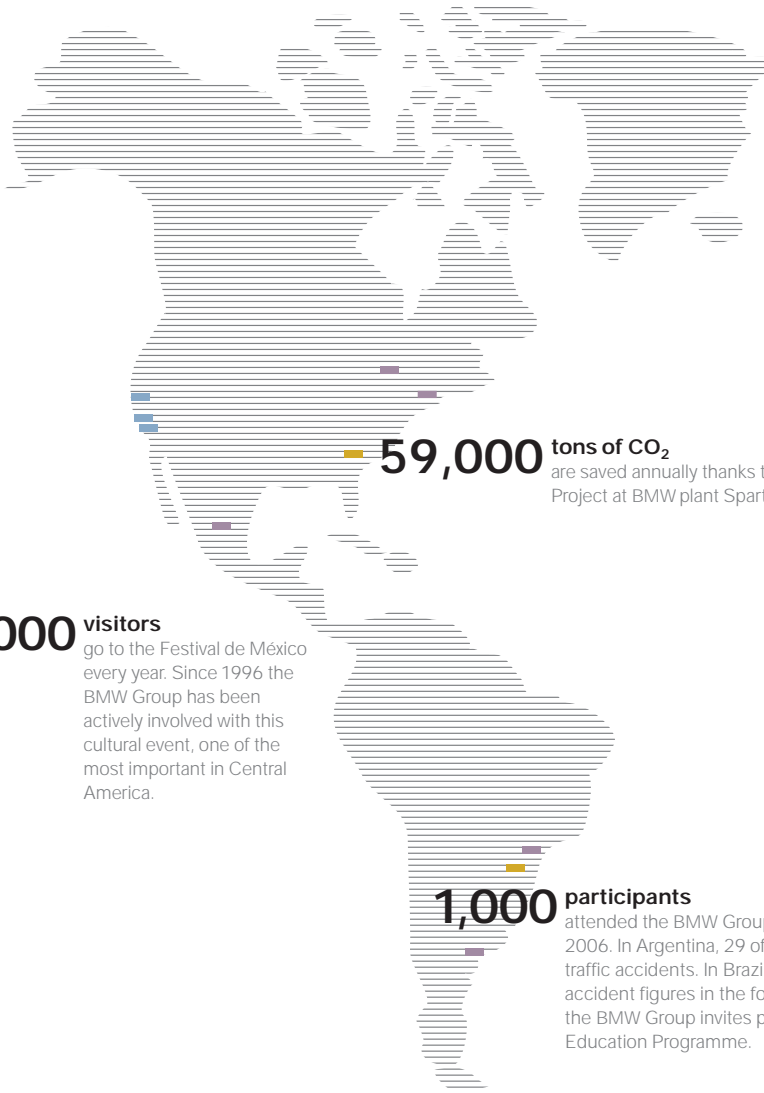 59,000 tons of CO₂
are saved annually thanks t
Project at BMW plant Spart
000 visitors
go to the Festival de México
every year. Since 1996 the
BMW Group has been
actively involved with this
cultural event, one of the
most important in Central
America.
1,000 participants
attended the BMW Group
2006. In Argentina, 29 of
traffic accidents. In Brazi
accident figures in the fo
the BMW Group invites p
Education Programme.